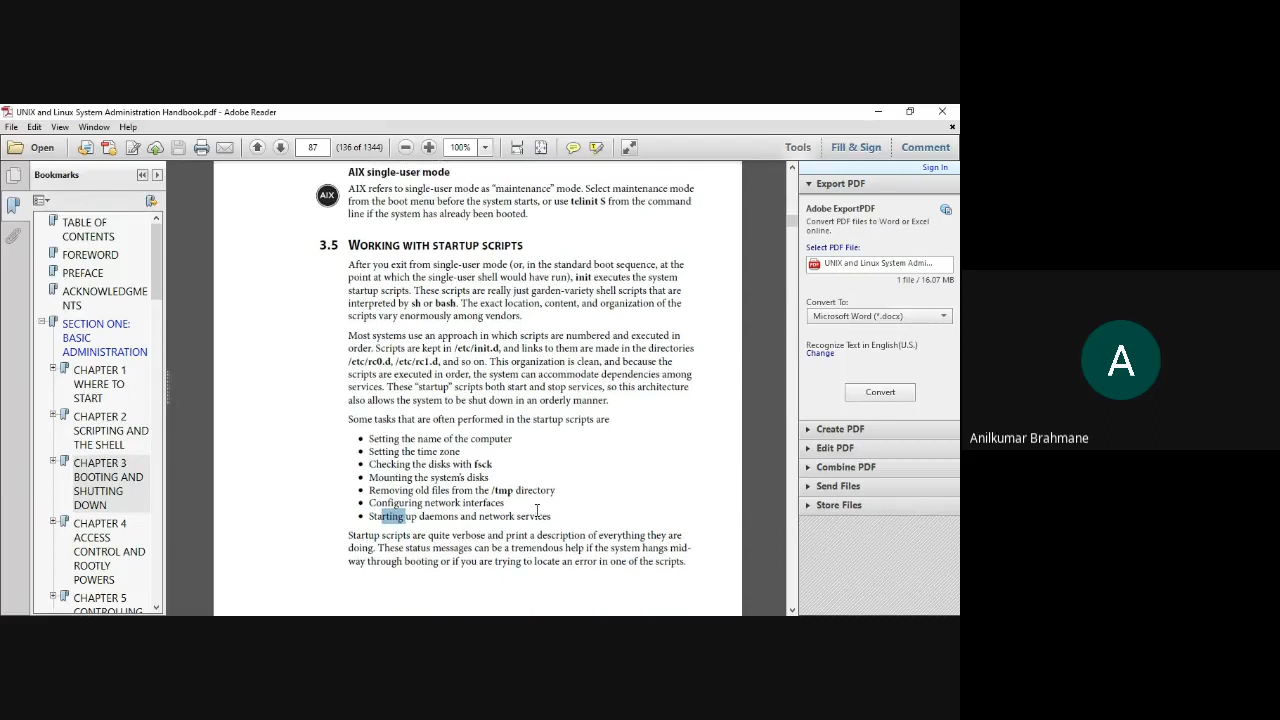 UNIX and Linux System Administration Handbook.pdf - Adobe Reader
File Edit View Window Help
Open 87 (136 of 1344) 100% Tools Fill & Sign Comment
Sign In
Bookmarks
TABLE OF
CONTENTS
FOREWORD
PREFACE
ACKNOWLEDGME
NTS
SECTION ONE:
BASIC
ADMINISTRATION
CHAPTER 1
WHERE TO
START
CHAPTER 2
SCRIPTING AND
THE SHELL
CHAPTER 3
BOOTING AND
SHUTTING
DOWN
CHAPTER 4
ACCESS
CONTROL AND
ROOTLY
POWERS
CHAPTER 5
CONTROLLING
AIX single-user mode
AIX
AIX refers to single-user mode as “maintenance” mode. Select maintenance mode
from the boot menu before the system starts, or use telinit S from the command
line if the system has already been booted.
3.5 WORKING WITH STARTUP SCRIPTS
After you exit from single-user mode (or, in the standard boot sequence, at the
point at which the single-user shell would have run), init executes the system
startup scripts. These scripts are really just garden-variety shell scripts that are
interpreted by sh or bash. The exact location, content, and organization of the
scripts vary enormously among vendors.
Most systems use an approach in which scripts are numbered and executed in
order. Scripts are kept in /etc/init.d, and links to them are made in the directories
/etc/rc0.d, /etc/rc1.d, and so on. This organization is clean, and because the
scripts are executed in order, the system can accommodate dependencies among
services. These “startup” scripts both start and stop services, so this architecture
also allows the system to be shut down in an orderly manner.
Some tasks that are often performed in the startup scripts are
• Setting the name of the computer
• Setting the time zone
• Checking the disks with fsck
• Mounting the system’s disks
• Removing old files from the /tmp directory
• Configuring network interfaces
• Starting up daemons and network services
Startup scripts are quite verbose and print a description of everything they are
doing. These status messages can be a tremendous help if the system hangs mid-
way through booting or if you are trying to locate an error in one of the scripts.
Export PDF
Adobe ExportPDF
Convert PDF files to Word or Excel
online.
Select PDF File:
UNIX and Linux System Admi...
1 file / 16.07 MB
Convert To:
Microsoft Word (*.docx)
Recognize Text in English(U.S.)
Change
Convert
Create PDF
Edit PDF
Combine PDF
Send Files
Store Files
A
Anilkumar Brahmane